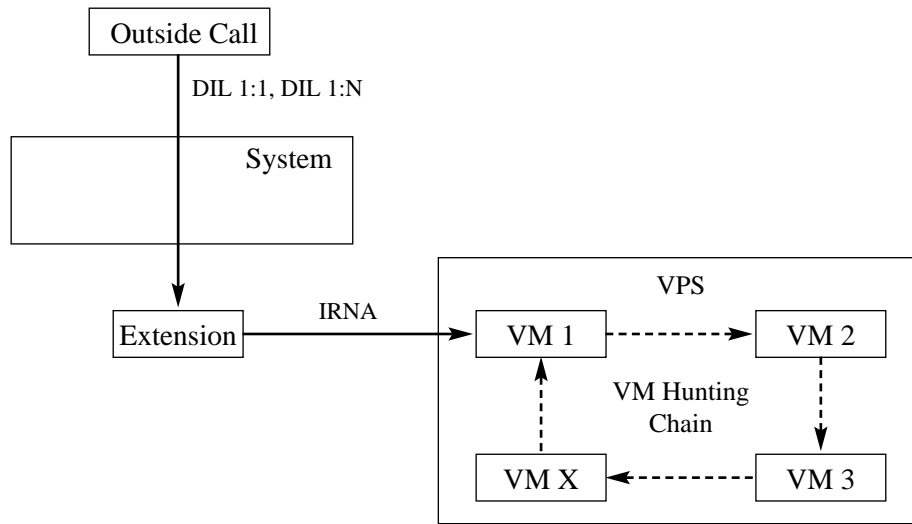 Outside Call
DIL 1:1, DIL 1:N
System
VPS
IRNA
Extension
VM 1
VM 2
VM Hunting
Chain
VM X
VM 3